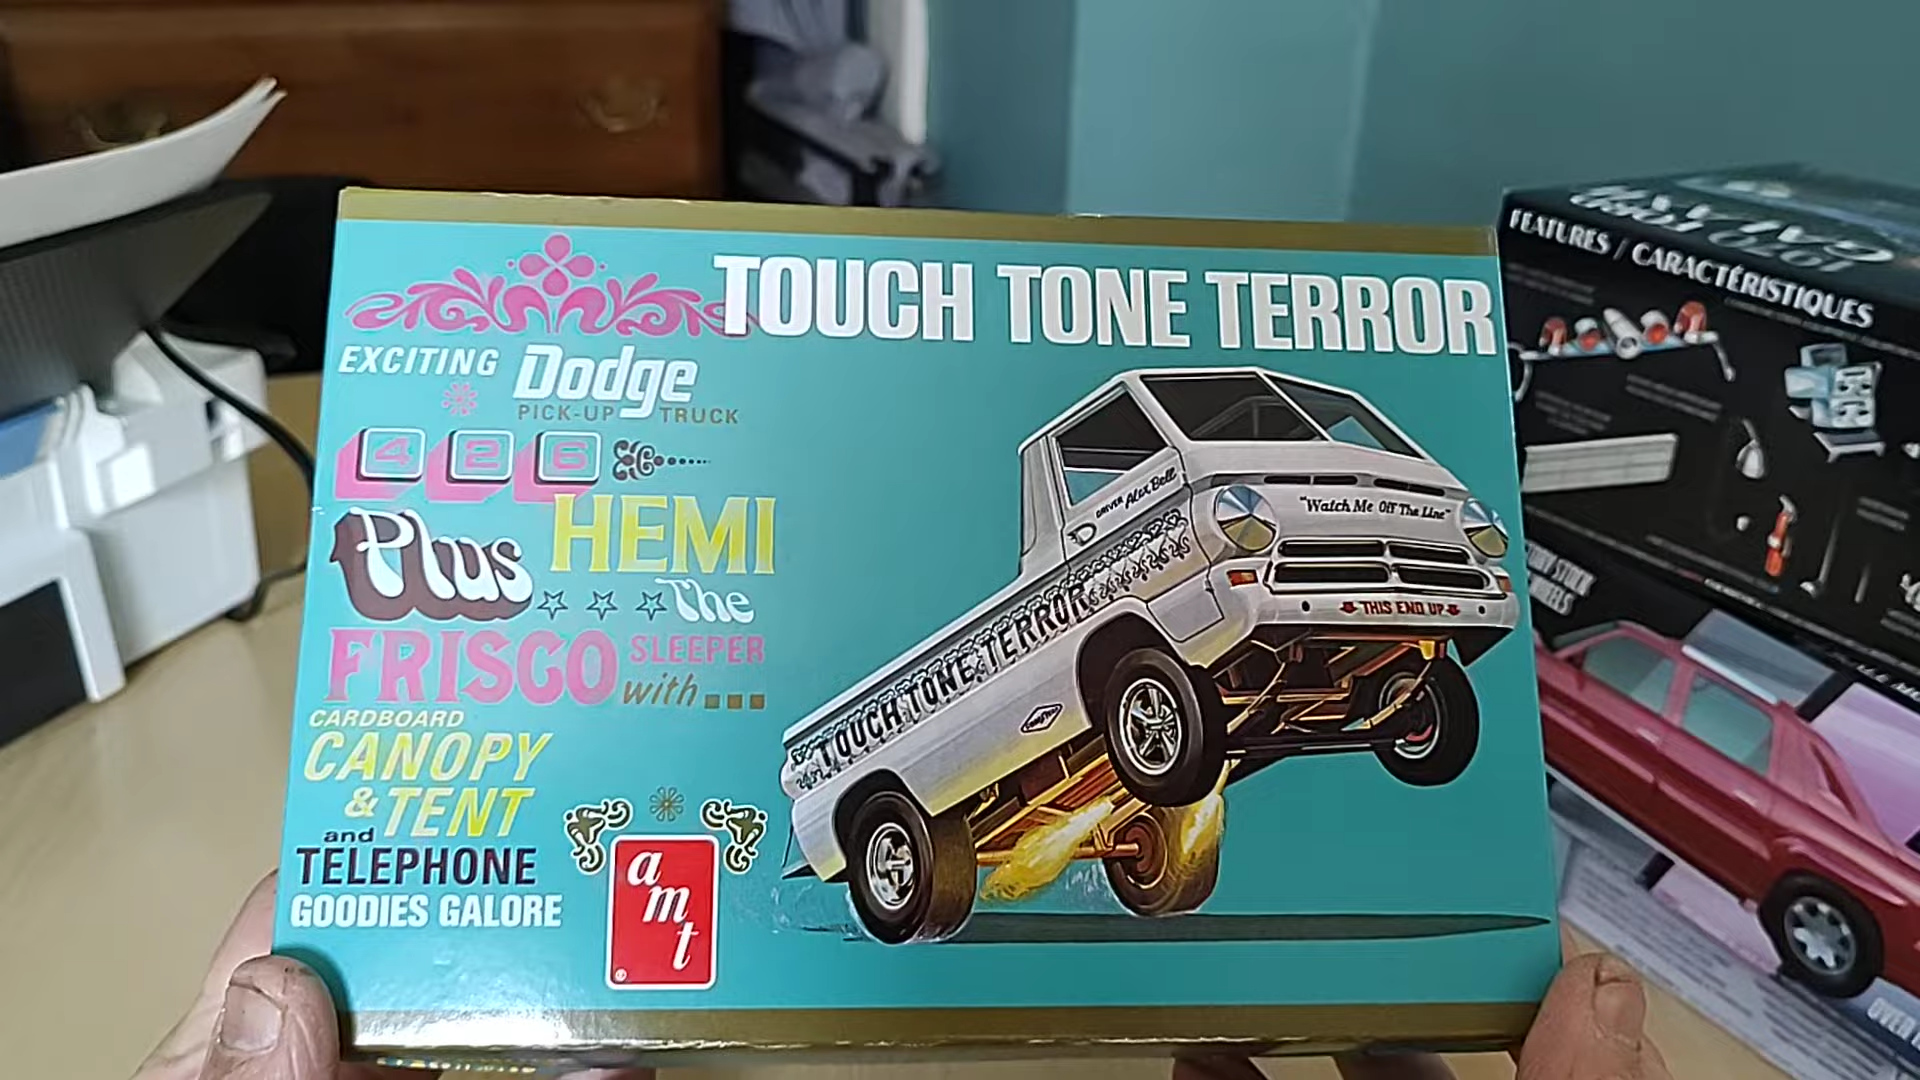 TOUCH TONE TERROR
EXCITING Dodge
PICK-UP TRUCK
426
HEMI
Plus
The
FRISCO SLEEPER
with...
CARDBOARD
CANOPY
& TENT
and
TELEPHONE
GOODIES GALORE
amt
®
DRIVER Alex Bell
"Watch Me Off The Line"
THIS END UP
TOUCH TONE TERROR
FEATURES / CARACTÉRISTIQUES